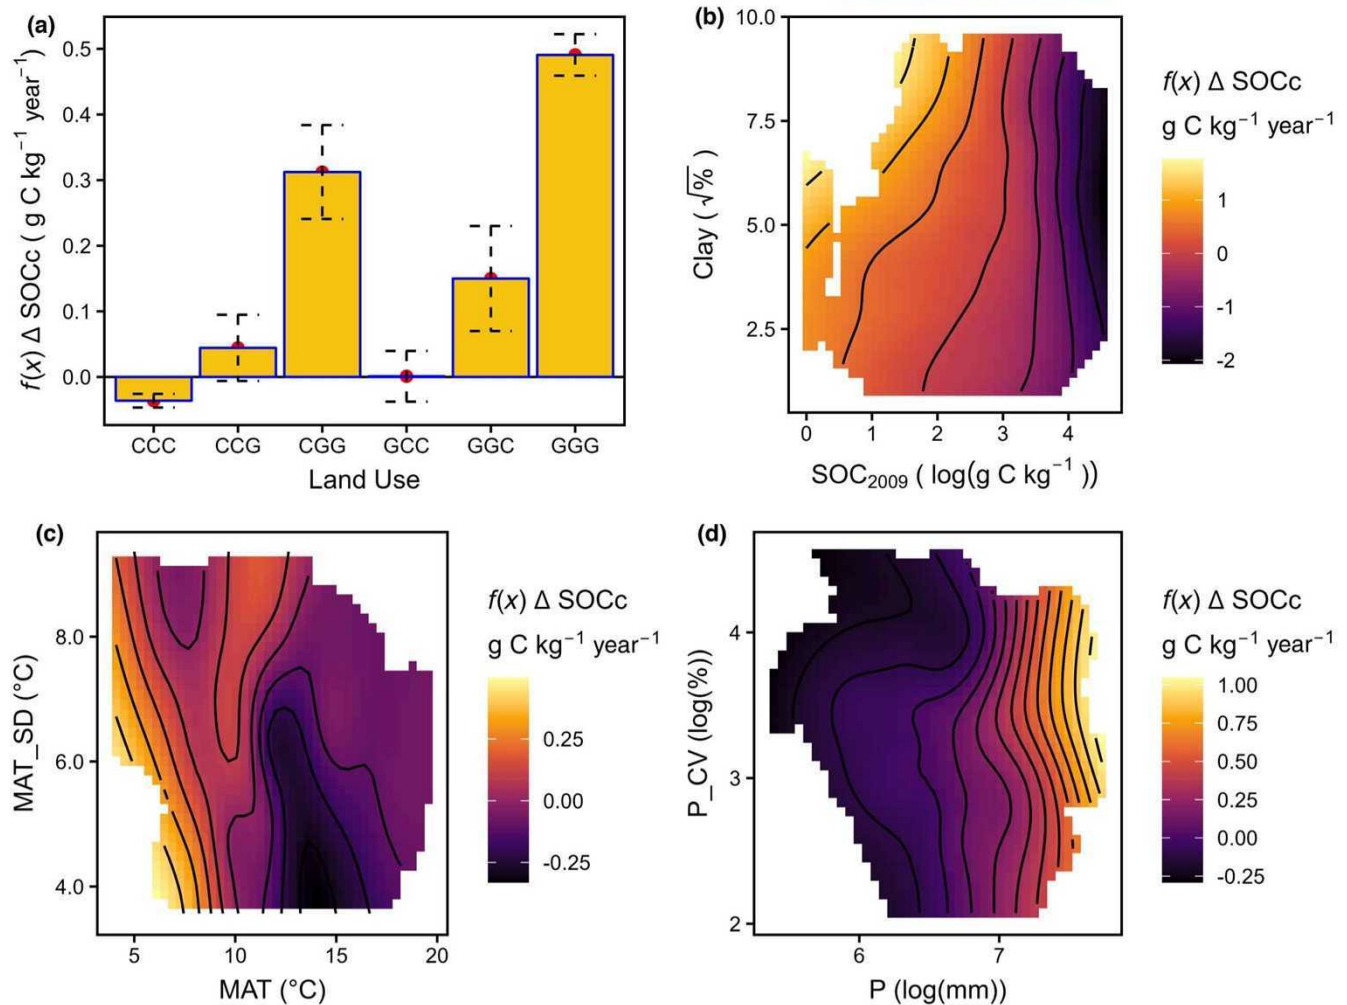 (a)
f(x) Δ SOCc ( g C kg⁻¹ year⁻¹)
0.5
0.4
0.3
0.2
0.1
0.0
CCC CCG CGG GCC GGC GGG
Land Use
(b)
Clay ( √% )
10.0
7.5
5.0
2.5
0 1 2 3 4
SOC₂₀₀₉ ( log(g C kg⁻¹ ))
f(x) Δ SOCc
g C kg⁻¹ year⁻¹
1
0
-1
-2
(c)
MAT_SD (°C)
8.0
6.0
4.0
5 10 15 20
MAT (°C)
f(x) Δ SOCc
g C kg⁻¹ year⁻¹
0.25
0.00
-0.25
(d)
P_CV (log(%))
4
3
2
6 7
P (log(mm))
f(x) Δ SOCc
g C kg⁻¹ year⁻¹
1.00
0.75
0.50
0.25
0.00
-0.25